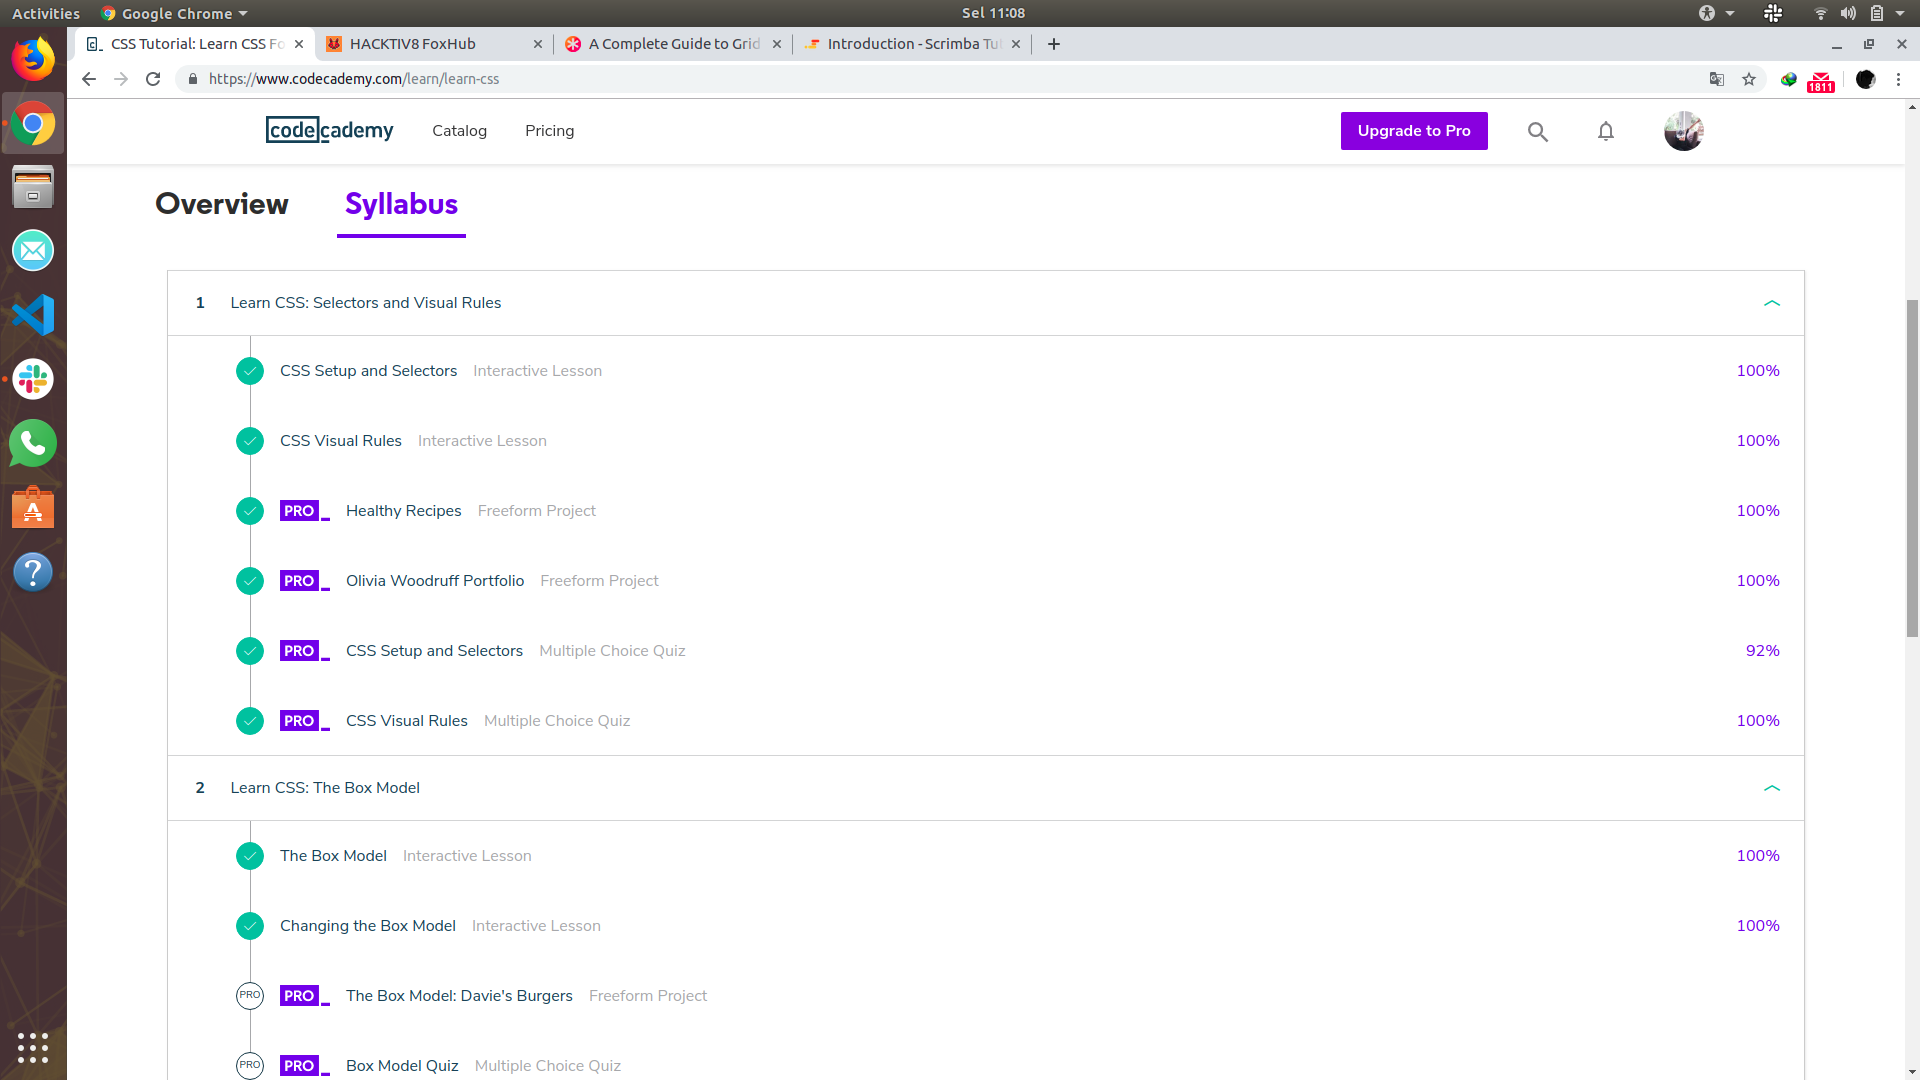 Activities Google Chrome Sel 11:08
CSS Tutorial: Learn CSS Fo HACKTIV8 FoxHub A Complete Guide to Grid Introduction - Scrimba Tu
https://www.codecademy.com/learn/learn-css 1811
codecademy Catalog Pricing Upgrade to Pro
Overview Syllabus
1 Learn CSS: Selectors and Visual Rules
CSS Setup and Selectors Interactive Lesson 100%
CSS Visual Rules Interactive Lesson 100%
PRO Healthy Recipes Freeform Project 100%
PRO Olivia Woodruff Portfolio Freeform Project 100%
PRO CSS Setup and Selectors Multiple Choice Quiz 92%
PRO CSS Visual Rules Multiple Choice Quiz 100%
2 Learn CSS: The Box Model
The Box Model Interactive Lesson 100%
Changing the Box Model Interactive Lesson 100%
PRO PRO The Box Model: Davie's Burgers Freeform Project
PRO PRO Box Model Quiz Multiple Choice Quiz